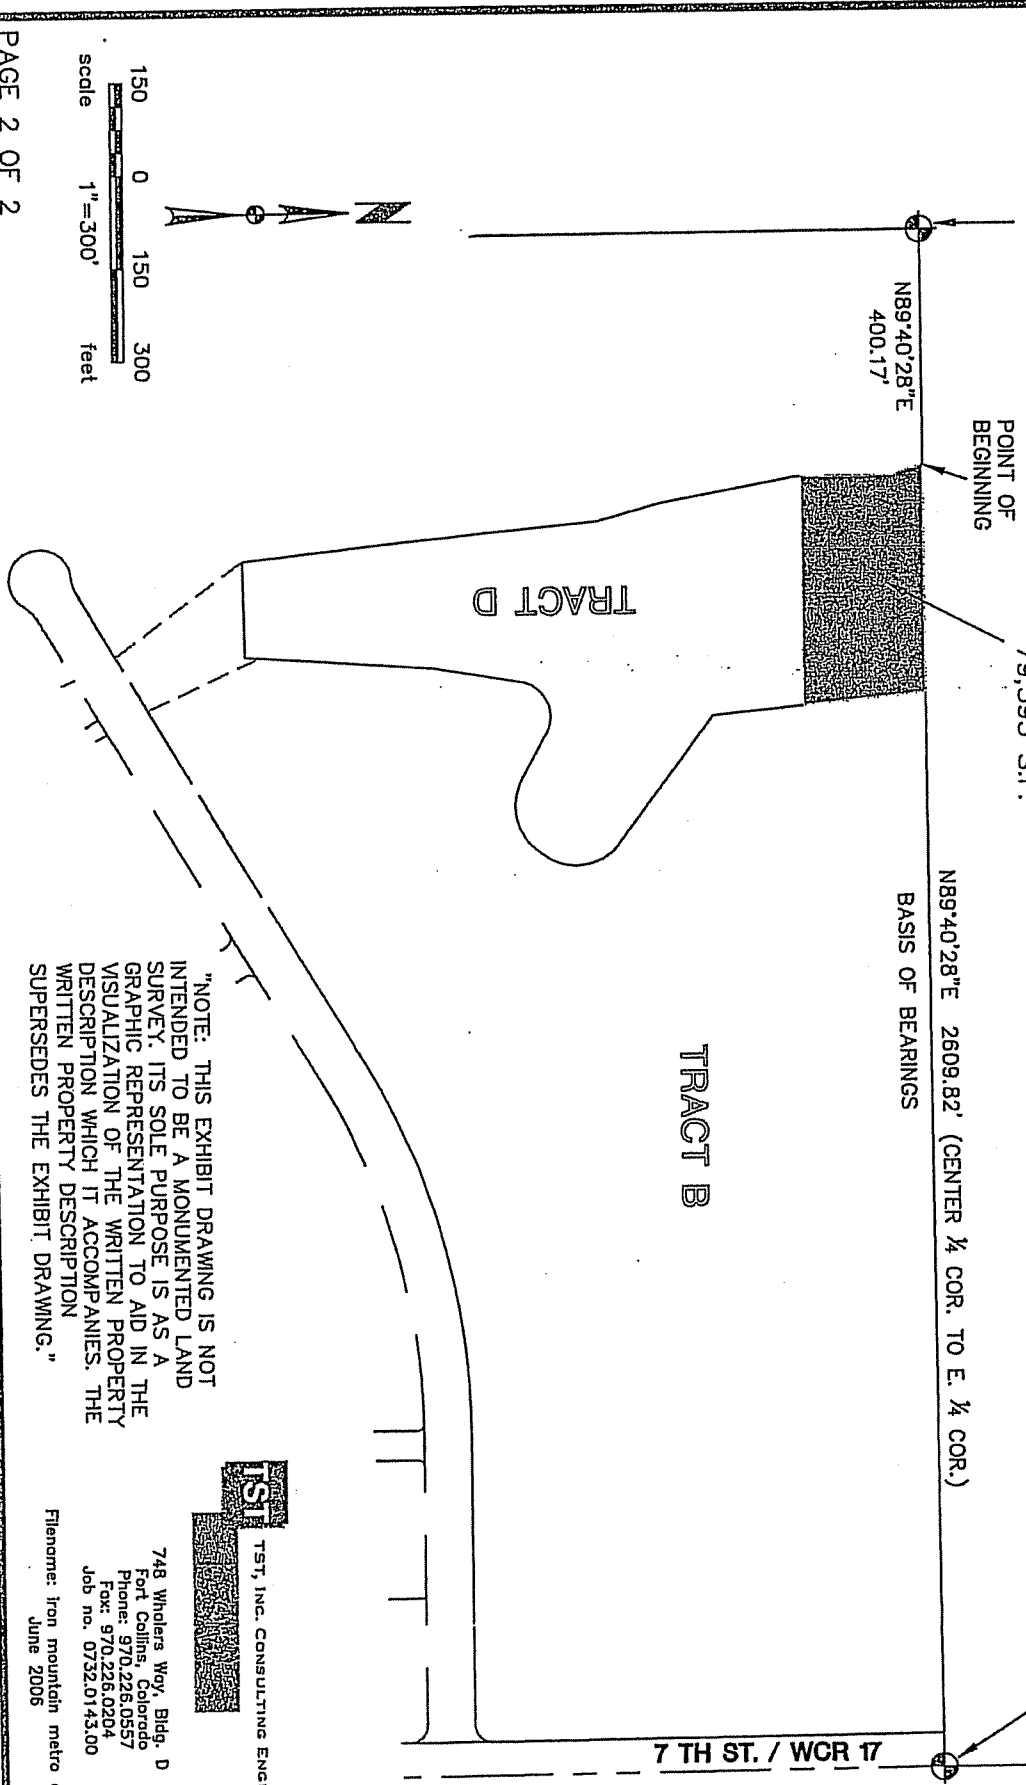 N89°40'28"E
400.17'
POINT OF
BEGINNING
N89°40'28"E 2609.82' (CENTER ¼ COR. TO E. ¼ COR.)
BASIS OF BEARINGS
TRACT D
TRACT B
7 TH ST. / WCR 17
N
150 0 150 300
scale 1"=300' feet
PAGE 2 OF 2
"NOTE: THIS EXHIBIT DRAWING IS NOT
INTENDED TO BE A MONUMENTED LAND
SURVEY. ITS SOLE PURPOSE IS AS A
GRAPHIC REPRESENTATION TO AID IN THE
VISUALIZATION OF THE WRITTEN PROPERTY
DESCRIPTION WHICH IT ACCOMPANIES. THE
WRITTEN PROPERTY DESCRIPTION
SUPERSEDES THE EXHIBIT DRAWING."
TST
TST, INC. CONSULTING
748 Whalers Way, Bldg. D
Fort Collins, Colorado
Phone: 970.226.0557
Fax: 970.226.0204
Job no. 0732.0143.00
Filename: iron mountain metro
June 2006